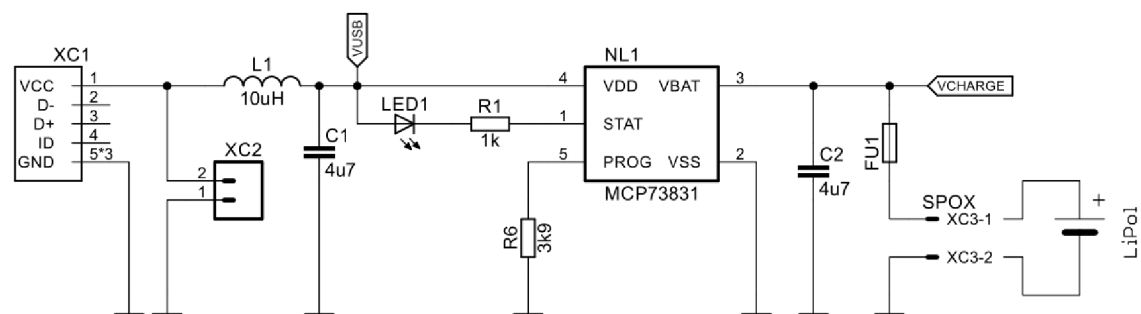 VUSB
XC1
VCC 1
D- 2
D+ 3
ID 4
GND 5*3
L1
10uH
XC2
2
1
C1
4u7
LED1
R1
1k
NL1
4 VDD VBAT 3
1 STAT
5 PROG VSS 2
MCP73831
R6
3k9
VCHARGE
C2
4u7
FU1
SPOX
XC3-1
XC3-2
+
LiPol